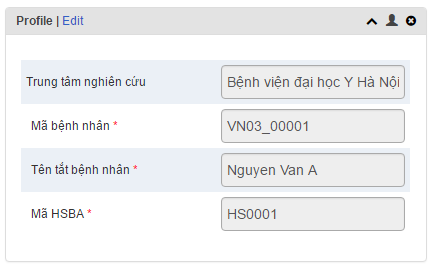 Profile | Edit
Trung tâm nghiên cứu Bệnh viện đại học Y Hà Nội
Mã bệnh nhân * VN03_00001
Tên tắt bệnh nhân * Nguyen Van A
Mã HSBA * HS0001